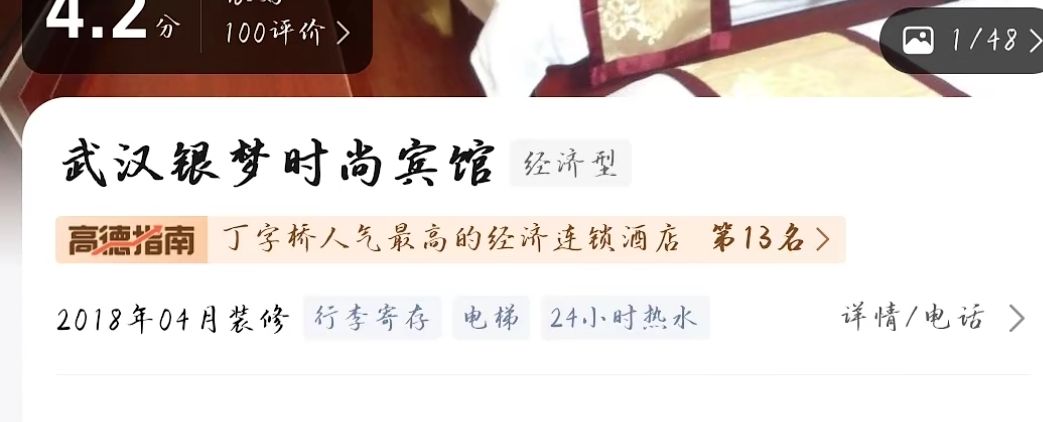 4.2分
100评价
1/48
武汉银梦时尚宾馆 经济型
高德指南 丁字桥人气最高的经济连锁酒店 第13名
2018年04月装修 行李寄存 电梯 24小时热水 详情/电话